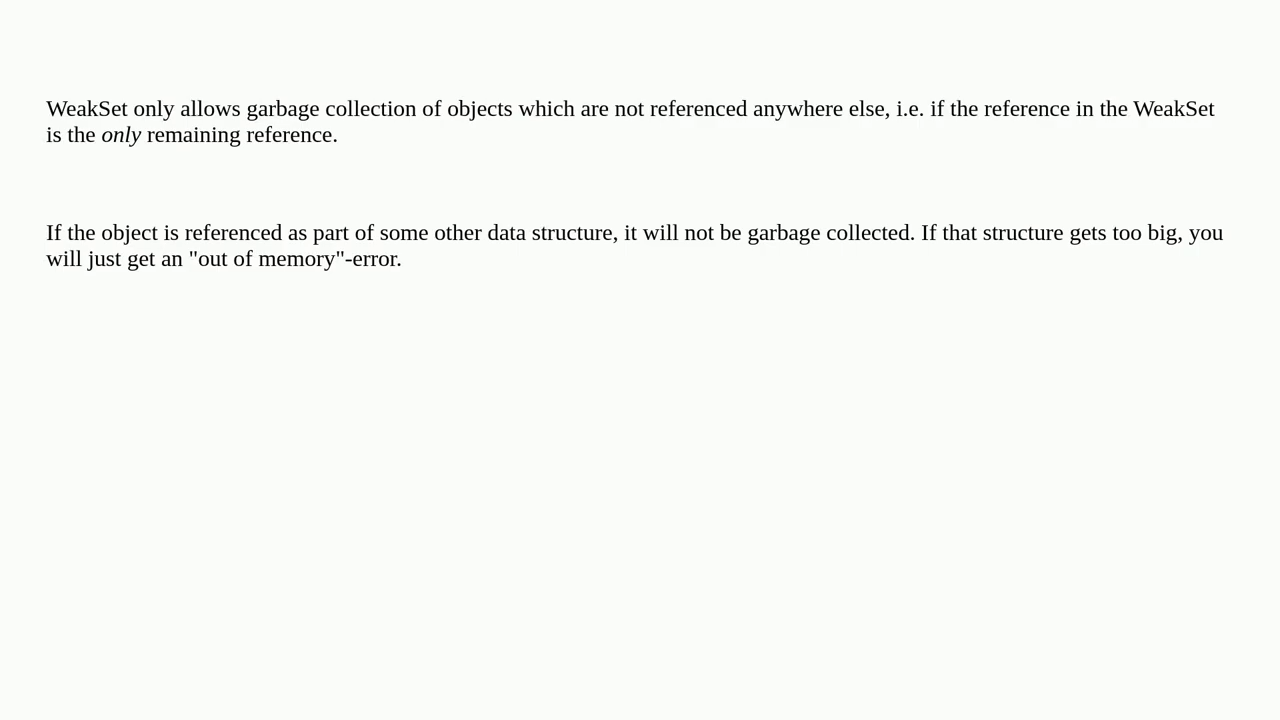 WeakSet only allows garbage collection of objects which are not referenced anywhere else, i.e. if the reference in the WeakSet
is the only remaining reference.
If the object is referenced as part of some other data structure, it will not be garbage collected. If that structure gets too big, you
will just get an "out of memory"-error.